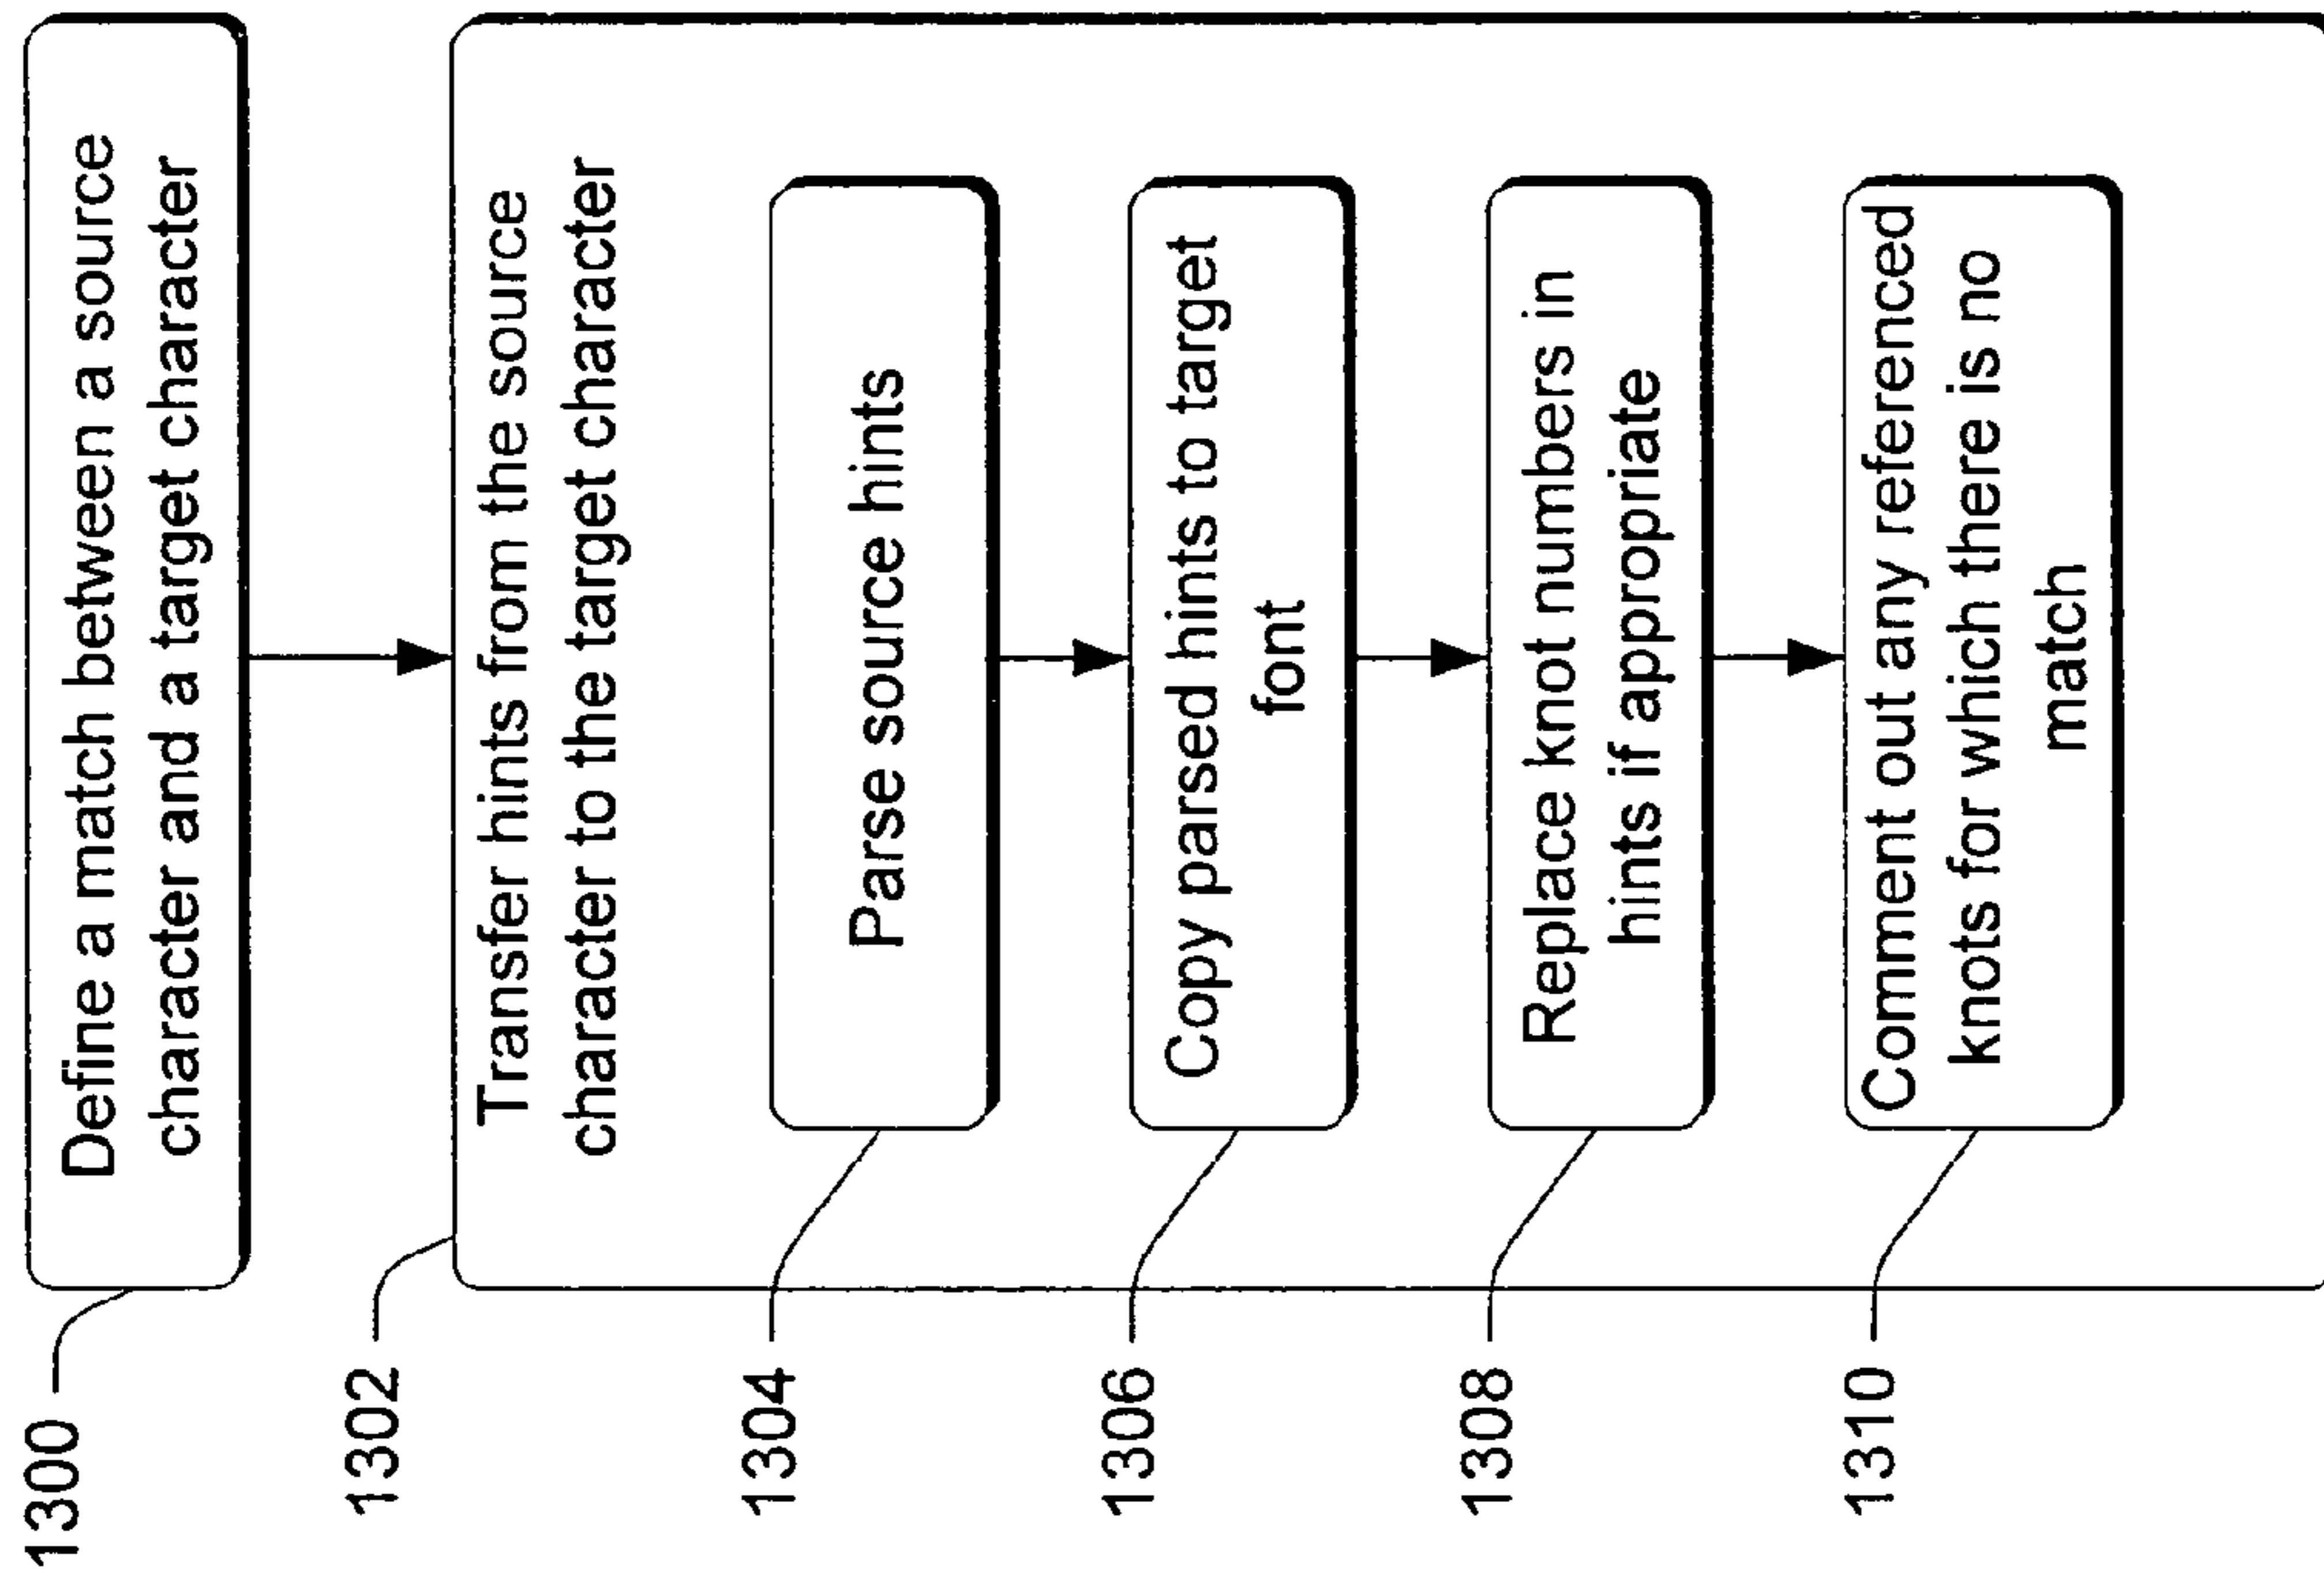 1300
Define a match between a source
character and a target character
1302
Transfer hints from the source
character to the target character
1304
Parse source hints
1306
Copy parsed hints to target
font
1308
Replace knot numbers in
hints if appropriate
1310
Comment out any referenced
knots for which there is no
match